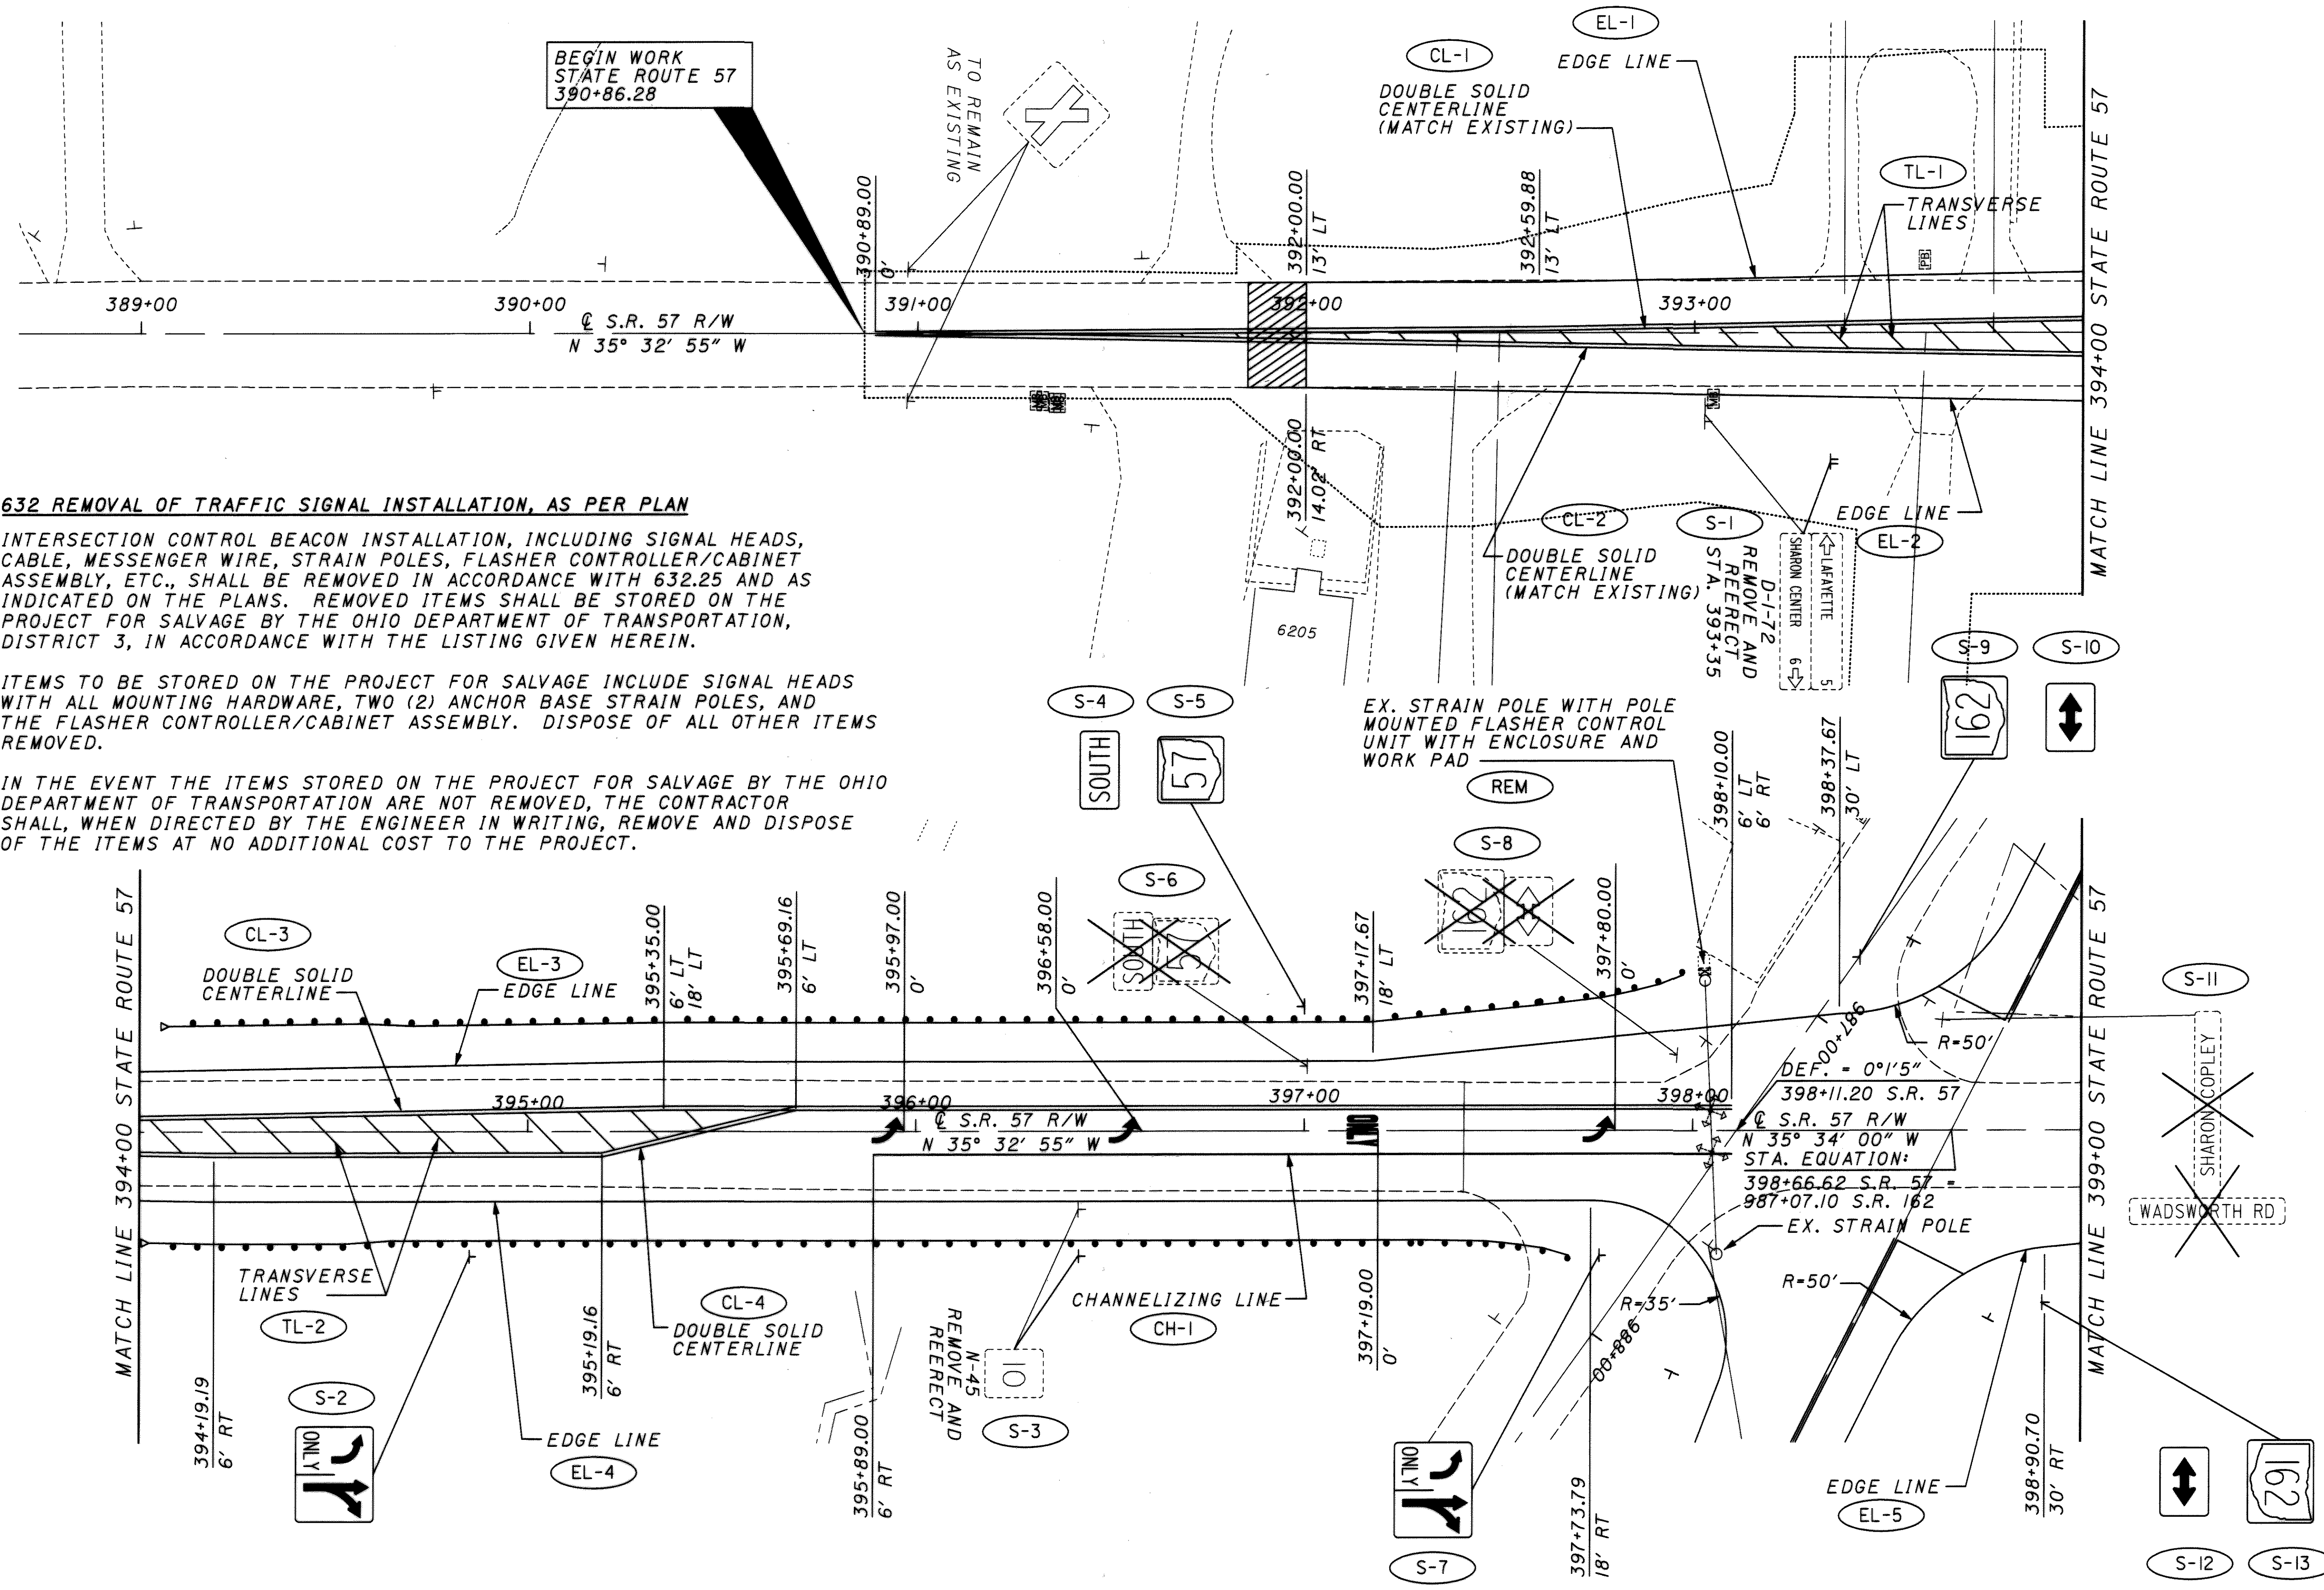 BEGIN WORK
STATE ROUTE 57
390+86.28
TO REMAIN
AS EXISTING
EL-1
EDGE LINE
CL-1
DOUBLE SOLID
CENTERLINE
(MATCH EXISTING)
TL-1
TRANSVERSE
LINES
390+89.00
0'
392+00.00
13' LT
392+59.88
13' LT
PB
389+00
390+00
391+00
392+00
393+00
℄ S.R. 57 R/W
N 35° 32' 55" W
MATCH LINE 394+00 STATE ROUTE 57
MB
392+00.00
14.02' RT
6205
CL-2
DOUBLE SOLID
CENTERLINE
(MATCH EXISTING)
S-1
D-1-72
REMOVE AND
REERECT
STA. 393+35
LAFAYETTE 5
SHARON CENTER 6
EDGE LINE
EL-2
632 REMOVAL OF TRAFFIC SIGNAL INSTALLATION, AS PER PLAN
INTERSECTION CONTROL BEACON INSTALLATION, INCLUDING SIGNAL HEADS,
CABLE, MESSENGER WIRE, STRAIN POLES, FLASHER CONTROLLER/CABINET
ASSEMBLY, ETC., SHALL BE REMOVED IN ACCORDANCE WITH 632.25 AND AS
INDICATED ON THE PLANS. REMOVED ITEMS SHALL BE STORED ON THE
PROJECT FOR SALVAGE BY THE OHIO DEPARTMENT OF TRANSPORTATION,
DISTRICT 3, IN ACCORDANCE WITH THE LISTING GIVEN HEREIN.
ITEMS TO BE STORED ON THE PROJECT FOR SALVAGE INCLUDE SIGNAL HEADS
WITH ALL MOUNTING HARDWARE, TWO (2) ANCHOR BASE STRAIN POLES, AND
THE FLASHER CONTROLLER/CABINET ASSEMBLY. DISPOSE OF ALL OTHER ITEMS
REMOVED.
IN THE EVENT THE ITEMS STORED ON THE PROJECT FOR SALVAGE BY THE OHIO
DEPARTMENT OF TRANSPORTATION ARE NOT REMOVED, THE CONTRACTOR
SHALL, WHEN DIRECTED BY THE ENGINEER IN WRITING, REMOVE AND DISPOSE
OF THE ITEMS AT NO ADDITIONAL COST TO THE PROJECT.
S-4
SOUTH
S-5
57
EX. STRAIN POLE WITH POLE
MOUNTED FLASHER CONTROL
UNIT WITH ENCLOSURE AND
WORK PAD
REM
S-9
162
S-10
398+10.00
6' LT
6' RT
398+37.67
30' LT
MATCH LINE 394+00 STATE ROUTE 57
CL-3
DOUBLE SOLID
CENTERLINE
EL-3
EDGE LINE
395+35.00
6' LT
18' LT
395+69.16
6' LT
395+97.00
0'
396+58.00
0'
S-6
SOUTH
57
397+17.67
18' LT
S-8
162
397+80.00
0'
395+00
396+00
397+00
398+00
℄ S.R. 57 R/W
N 35° 32' 55" W
ONLY
987+00
R=50'
DEF. = 0°1'5"
398+11.20 S.R. 57
℄ S.R. 57 R/W
N 35° 34' 00" W
STA. EQUATION:
398+66.62 S.R. 57 =
987+07.10 S.R. 162
EX. STRAIN POLE
MATCH LINE 399+00 STATE ROUTE 57
S-11
SHARON COPLEY
WADSWORTH RD
TRANSVERSE
LINES
TL-2
394+19.19
6' RT
S-2
ONLY
395+19.16
6' RT
EDGE LINE
EL-4
CL-4
DOUBLE SOLID
CENTERLINE
395+89.00
6' RT
N-45
REMOVE AND
REERECT
10
S-3
CHANNELIZING LINE
CH-1
397+19.00
0'
ONLY
S-7
397+73.79
18' RT
R=35'
988+00
R=50'
EDGE LINE
EL-5
398+90.70
30' RT
S-12
162
S-13